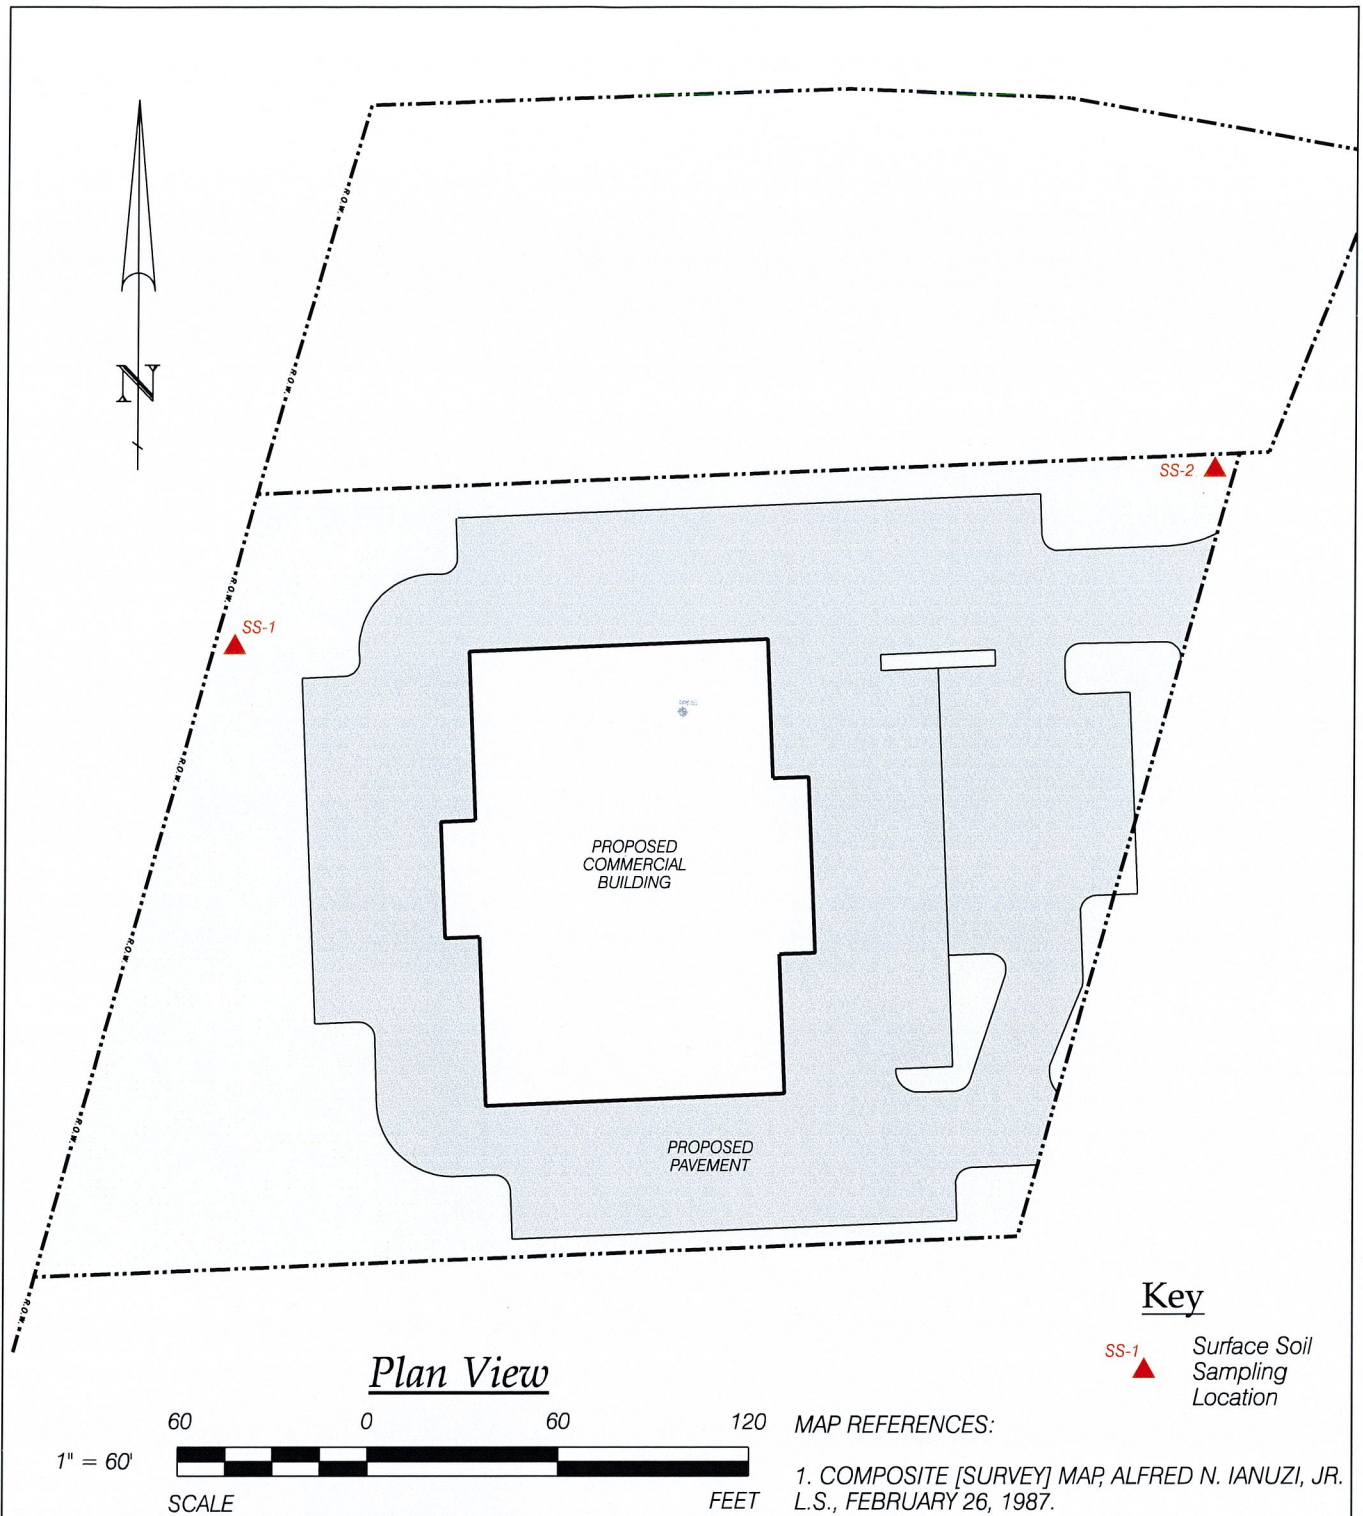 R.O.W.
R.O.W.
N
SS-2
R.O.W.
SS-1
R.O.W.
PROPOSED
COMMERCIAL
BUILDING
R.O.W.
R.O.W.
PROPOSED
PAVEMENT
R.O.W.
Key
SS-1
Surface Soil
Sampling
Location
Plan View
60 0 60 120
1" = 60'
SCALE
FEET
MAP REFERENCES:
1. COMPOSITE [SURVEY] MAP, ALFRED N. IANUZI, JR.
L.S., FEBRUARY 26, 1987.